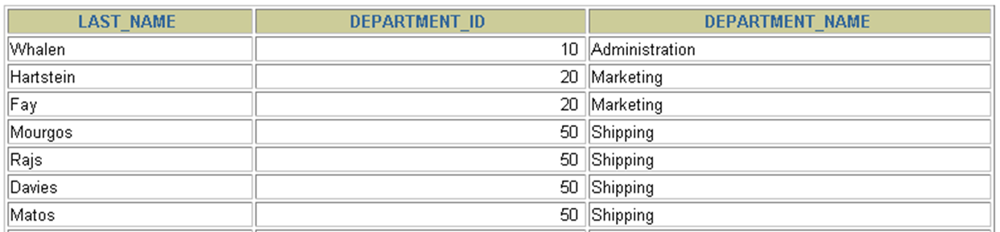 LAST_NAME DEPARTMENT_ID DEPARTMENT_NAME
Whalen 10 Administration
Hartstein 20 Marketing
Fay 20 Marketing
Mourgos 50 Shipping
Rajs 50 Shipping
Davies 50 Shipping
Matos 50 Shipping